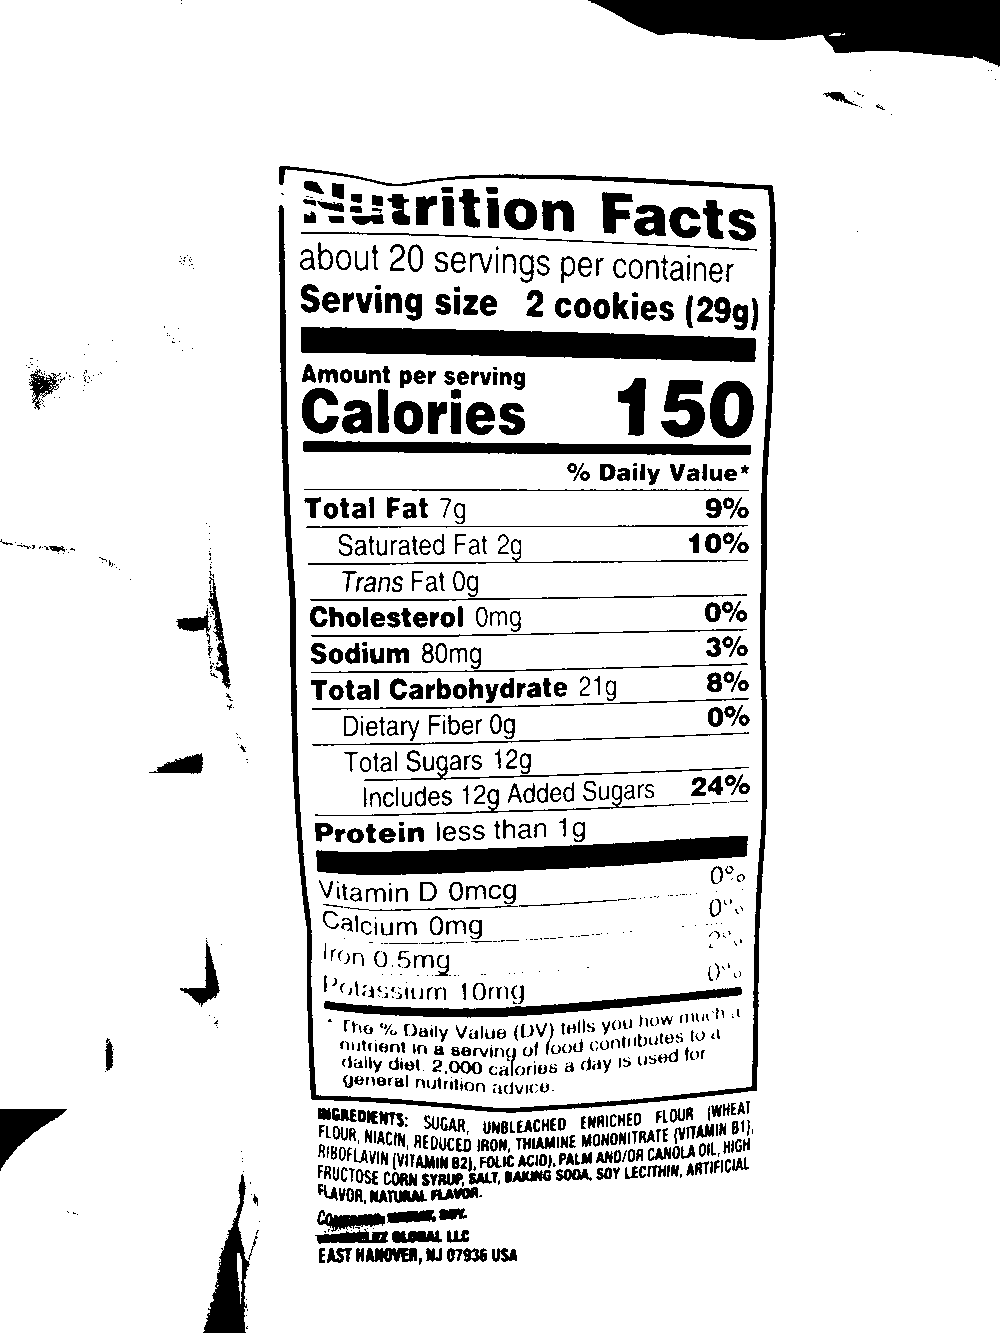 Nutrition Facts
about 20 servings per container
Serving size 2 cookies (29g)
Amount per serving
Calories 150
% Daily Value*
Total Fat 7g 9%
Saturated Fat 2g 10%
Trans Fat 0g
Cholesterol 0mg 0%
Sodium 80mg 3%
Total Carbohydrate 21g 8%
Dietary Fiber 0g 0%
Total Sugars 12g
Includes 12g Added Sugars 24%
Protein less than 1g
Vitamin D 0mcg 0%
Calcium 0mg 0%
Iron 0.5mg 2%
Potassium 10mg 0%
* The % Daily Value (DV) tells you how much a
nutrient in a serving of food contributes to a
daily diet. 2,000 calories a day is used for
general nutrition advice.
INGREDIENTS: SUGAR, UNBLEACHED ENRICHED FLOUR (WHEAT
FLOUR, NIACIN, REDUCED IRON, THIAMINE MONONITRATE (VITAMIN B1),
RIBOFLAVIN (VITAMIN B2), FOLIC ACID), PALM AND/OR CANOLA OIL, HIGH
FRUCTOSE CORN SYRUP, SALT, BAKING SODA, SOY LECITHIN, ARTIFICIAL
FLAVOR, NATURAL FLAVOR.
SOY.
GLOBAL LLC
EAST HANOVER, NJ 07936 USA